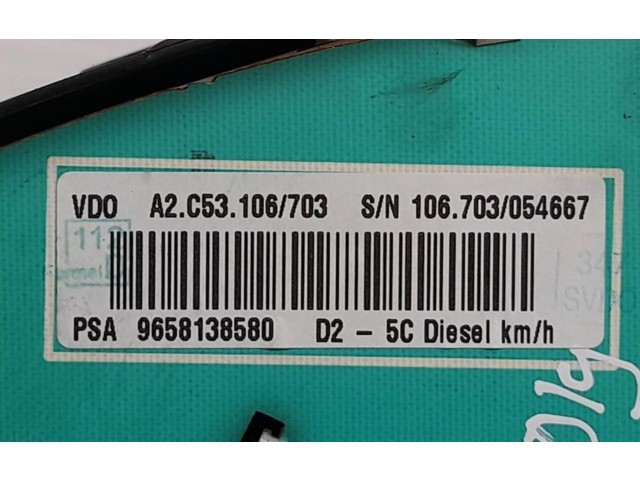 VDO A2.C53.106/703 S/N 106.703/054667
PSA 9658138580 D2 – 5C Diesel km/h